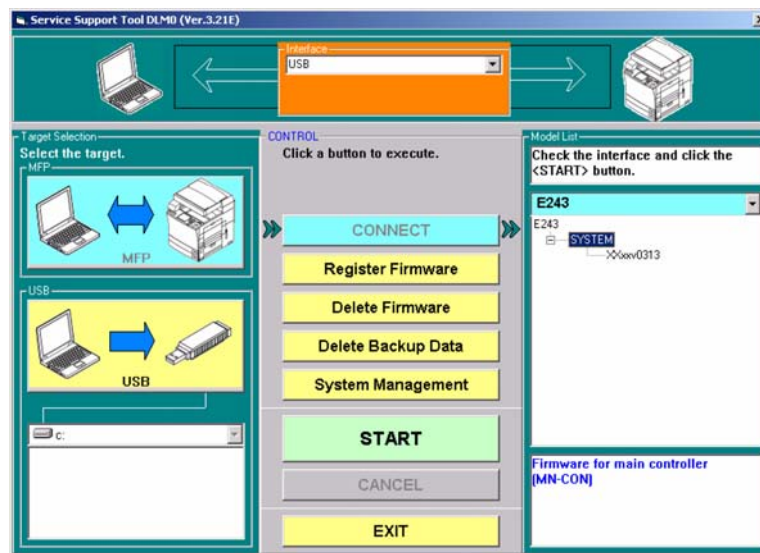 Service Support Tool DLM0 (Ver.3.21E)
Interface
USB
Target Selection
Select the target.
MFP
MFP
USB
USB
c:
CONTROL
Click a button to execute.
CONNECT
Register Firmware
Delete Firmware
Delete Backup Data
System Management
START
CANCEL
EXIT
Model List
Check the interface and click the
<START> button.
E243
E243
SYSTEM
XXxxv0313
Firmware for main controller
(MN-CON)